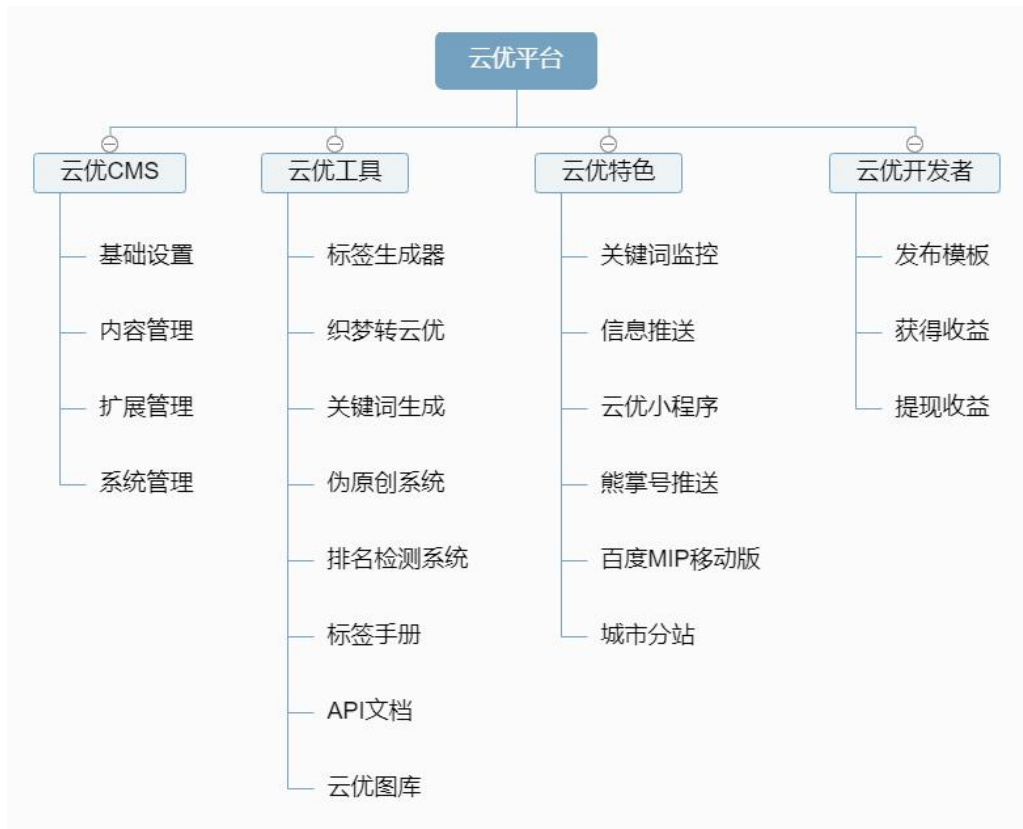 云优平台
云优CMS
基础设置
内容管理
扩展管理
系统管理
云优工具
标签生成器
织梦转云优
关键词生成
伪原创系统
排名检测系统
标签手册
API文档
云优图库
云优特色
关键词监控
信息推送
云优小程序
熊掌号推送
百度MIP移动版
城市分站
云优开发者
发布模板
获得收益
提现收益